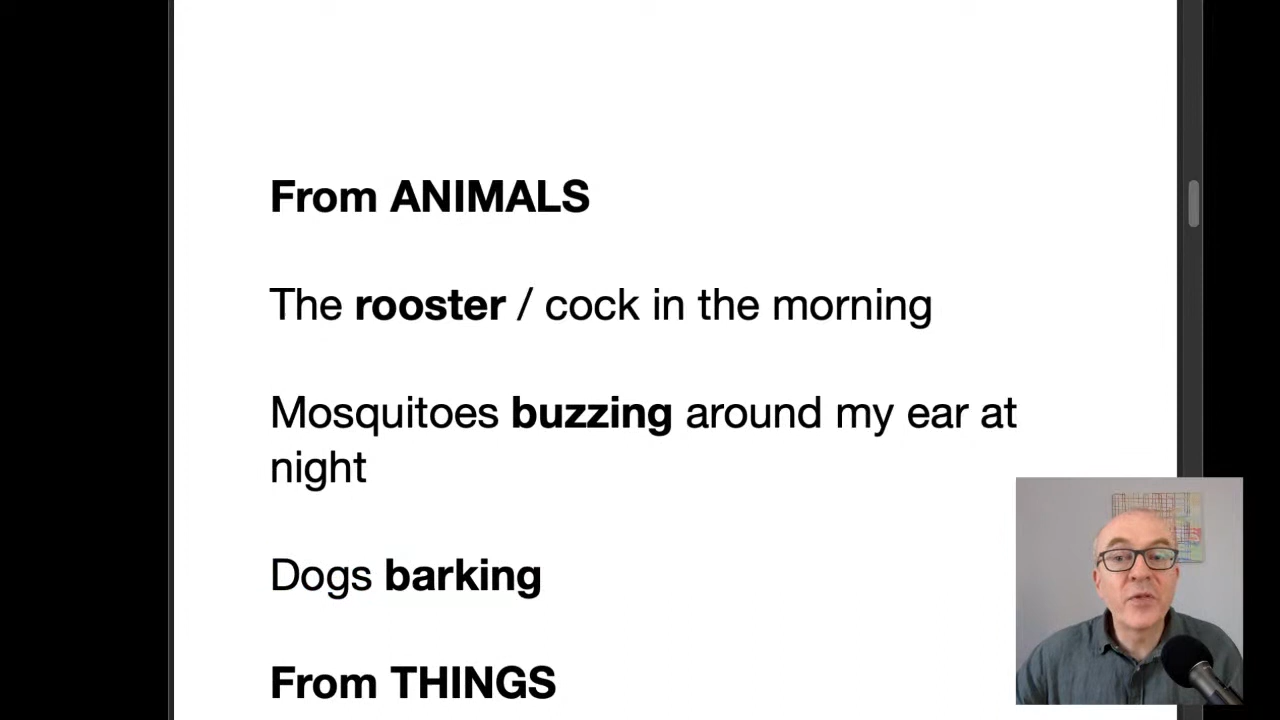 From ANIMALS
The rooster / cock in the morning
Mosquitoes buzzing around my ear at
night
Dogs barking
From THINGS